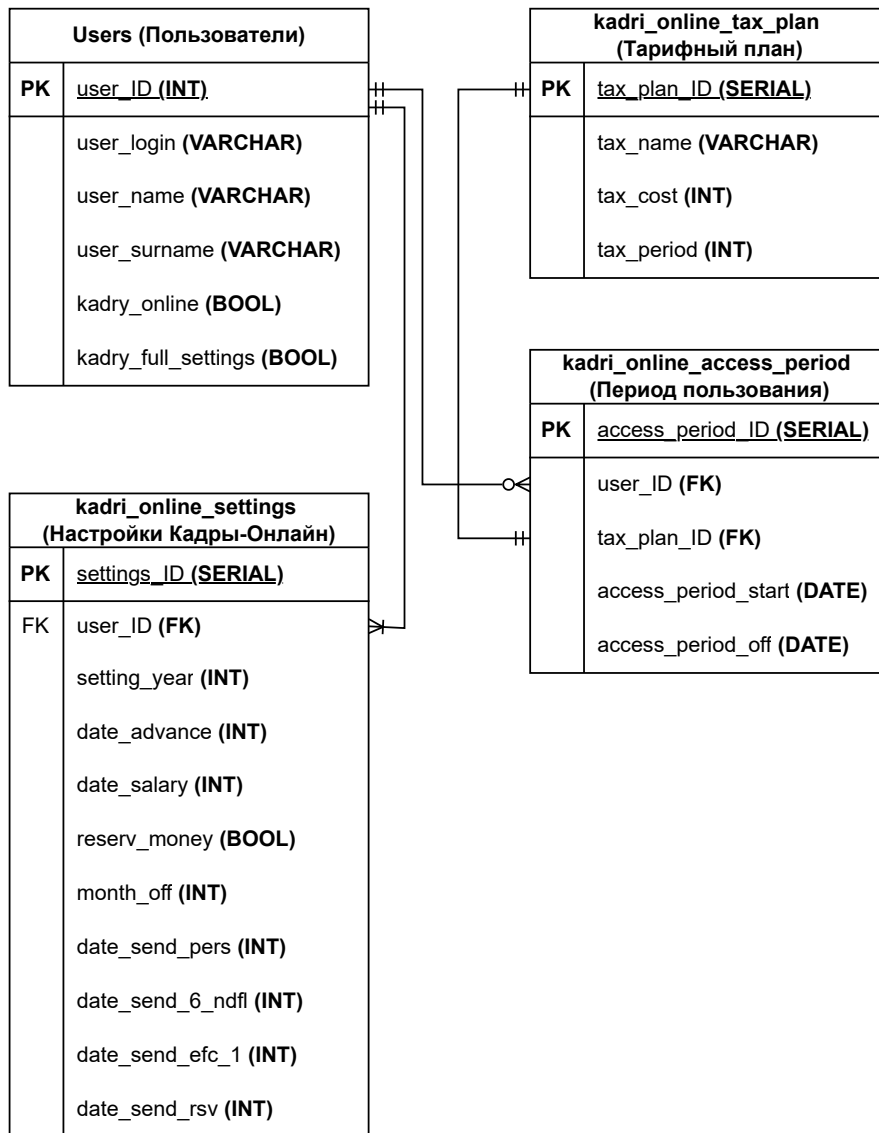 Users (Пользователи)
PK user_ID (INT)
user_login (VARCHAR)
user_name (VARCHAR)
user_surname (VARCHAR)
kadry_online (BOOL)
kadry_full_settings (BOOL)
kadri_online_tax_plan
(Тарифный план)
PK tax_plan_ID (SERIAL)
tax_name (VARCHAR)
tax_cost (INT)
tax_period (INT)
kadri_online_access_period
(Период пользования)
PK access_period_ID (SERIAL)
user_ID (FK)
tax_plan_ID (FK)
access_period_start (DATE)
access_period_off (DATE)
kadri_online_settings
(Настройки Кадры-Онлайн)
PK settings_ID (SERIAL)
FK user_ID (FK)
setting_year (INT)
date_advance (INT)
date_salary (INT)
reserv_money (BOOL)
month_off (INT)
date_send_pers (INT)
date_send_6_ndfl (INT)
date_send_efc_1 (INT)
date_send_rsv (INT)